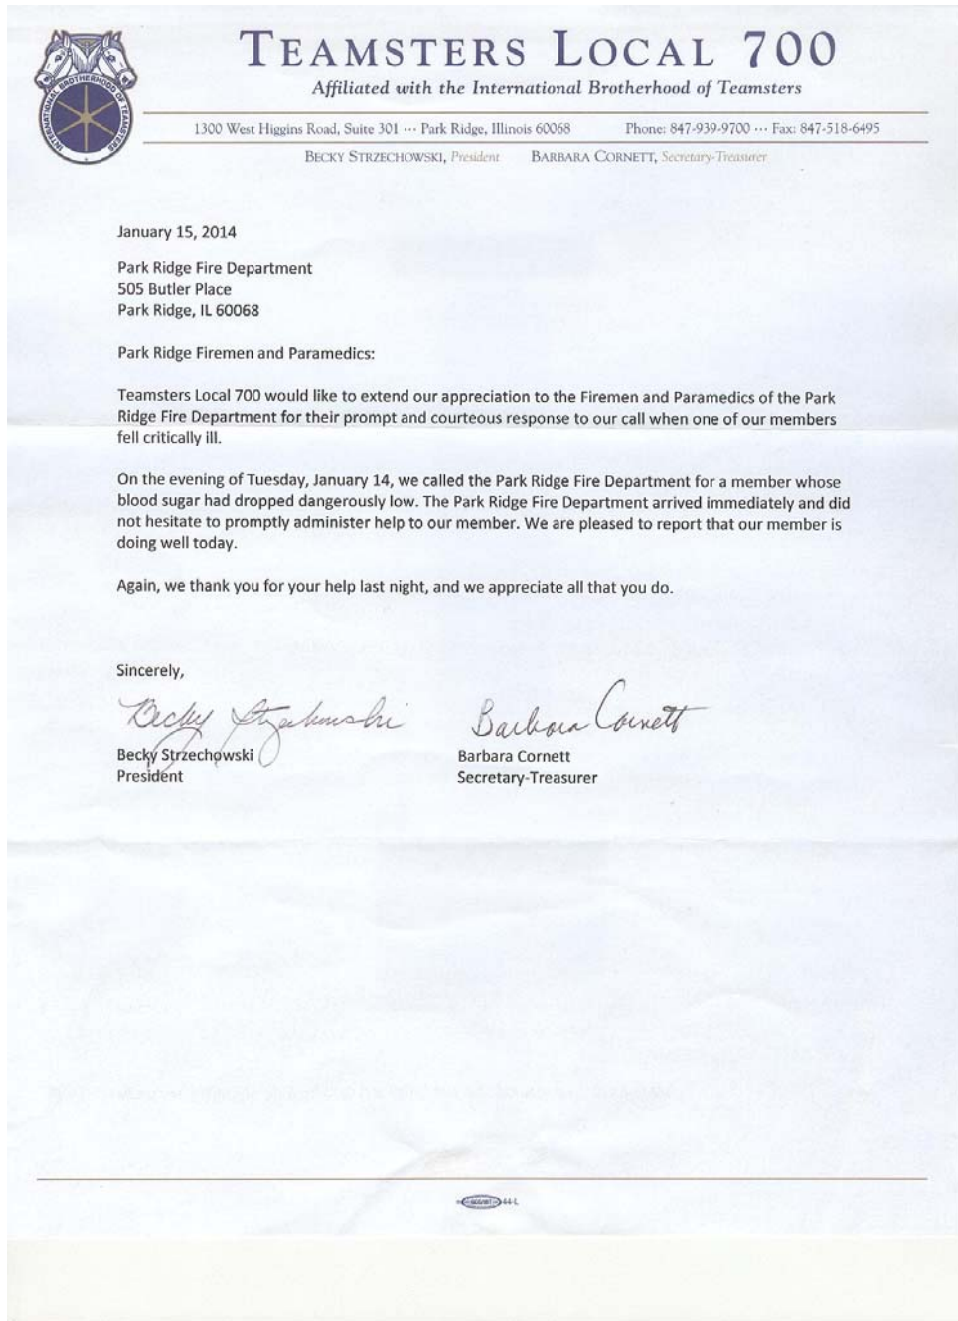 TEAMSTERS LOCAL 700
Affiliated with the International Brotherhood of Teamsters
1300 West Higgins Road, Suite 301 ··· Park Ridge, Illinois 60068 Phone: 847-939-9700 ··· Fax: 847-518-6495
BECKY STRZECHOWSKI, President BARBARA CORNETT, Secretary-Treasurer
INTERNATIONAL BROTHERHOOD OF TEAMSTERS
January 15, 2014
Park Ridge Fire Department
505 Butler Place
Park Ridge, IL 60068
Park Ridge Firemen and Paramedics:
Teamsters Local 700 would like to extend our appreciation to the Firemen and Paramedics of the Park
Ridge Fire Department for their prompt and courteous response to our call when one of our members
fell critically ill.
On the evening of Tuesday, January 14, we called the Park Ridge Fire Department for a member whose
blood sugar had dropped dangerously low. The Park Ridge Fire Department arrived immediately and did
not hesitate to promptly administer help to our member. We are pleased to report that our member is
doing well today.
Again, we thank you for your help last night, and we appreciate all that you do.
Sincerely,
Becky Strzechowski Barbara Cornett
Becky Strzechowski Barbara Cornett
President Secretary-Treasurer
44-L